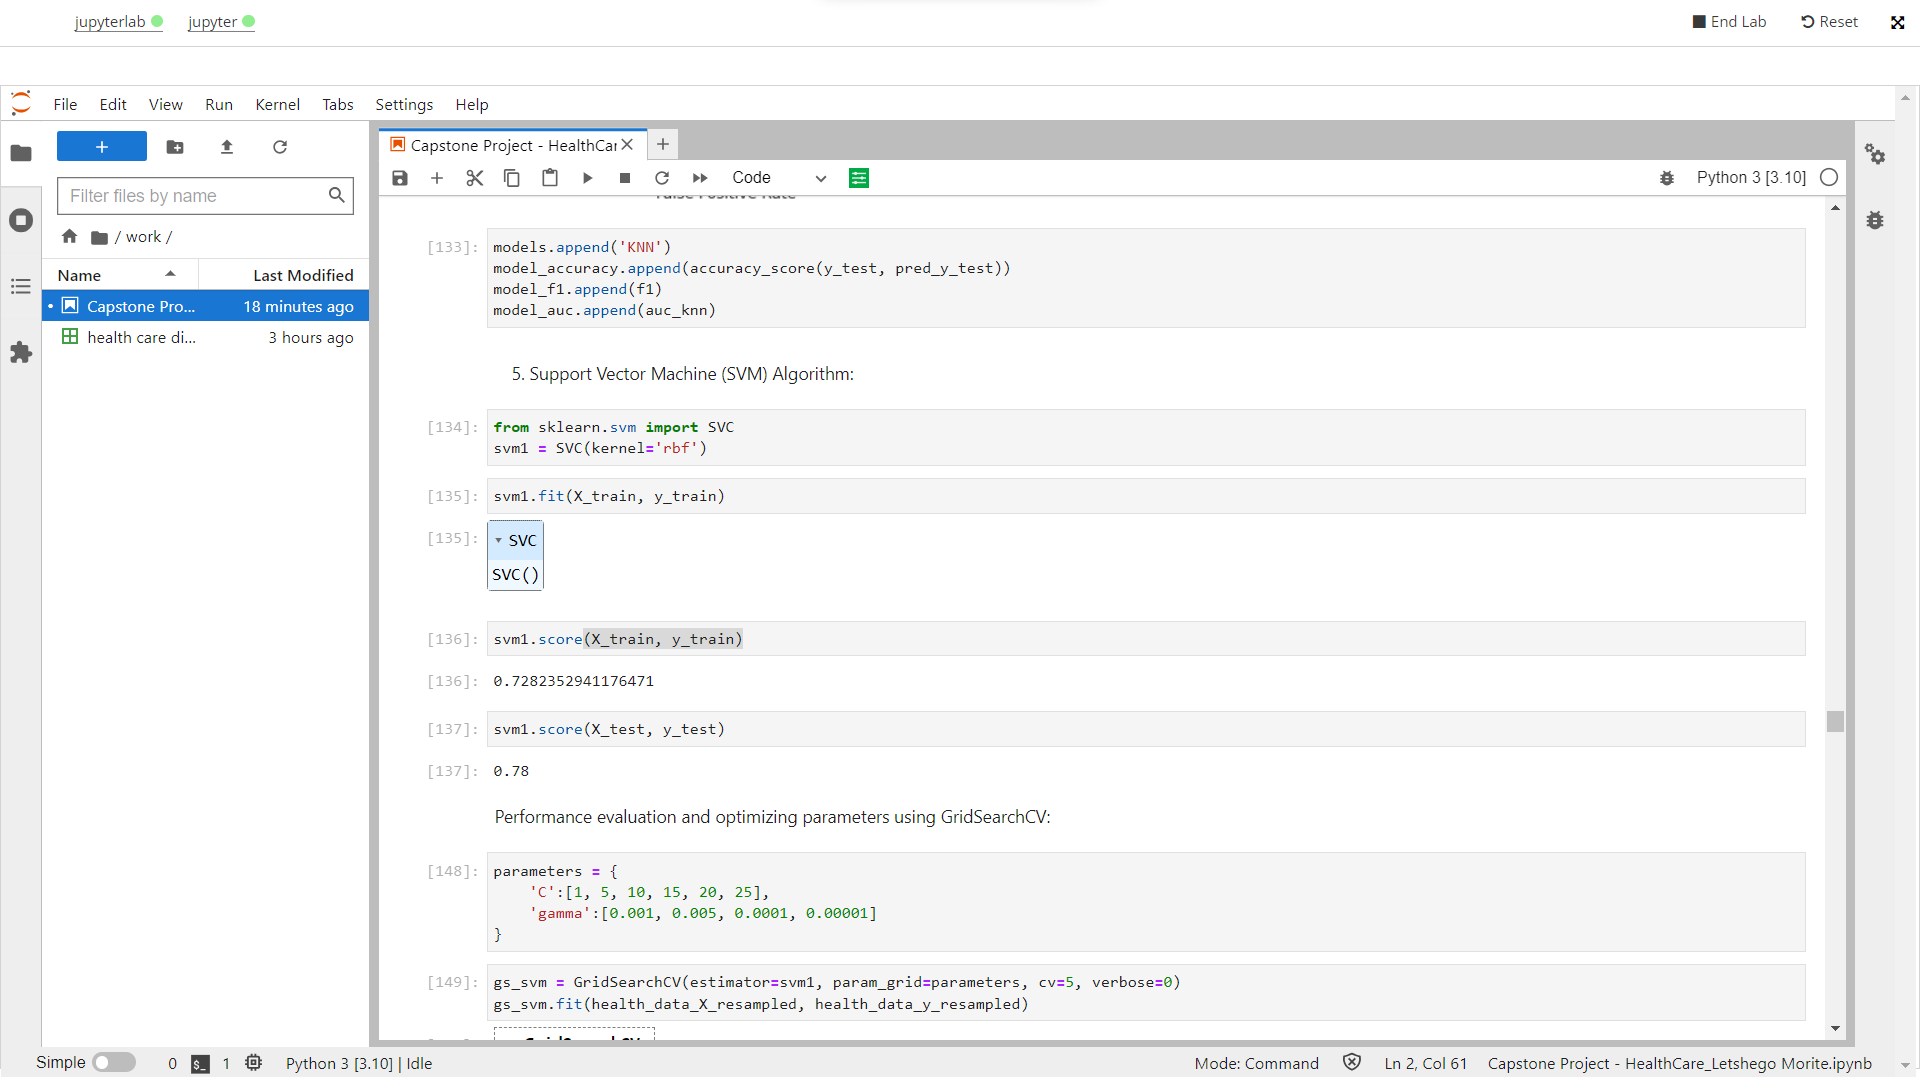 jupyterlab jupyter End Lab Reset
File Edit View Run Kernel Tabs Settings Help
Capstone Project - HealthCar
Code Python 3 [3.10]
Filter files by name
/ work /
Name Last Modified
Capstone Pro... 18 minutes ago
health care di... 3 hours ago
False Positive Rate
[133]: models.append('KNN')
model_accuracy.append(accuracy_score(y_test, pred_y_test))
model_f1.append(f1)
model_auc.append(auc_knn)
5. Support Vector Machine (SVM) Algorithm:
[134]: from sklearn.svm import SVC
svm1 = SVC(kernel='rbf')
[135]: svm1.fit(X_train, y_train)
[135]: SVC
SVC()
[136]: svm1.score(X_train, y_train)
[136]: 0.7282352941176471
[137]: svm1.score(X_test, y_test)
[137]: 0.78
Performance evaluation and optimizing parameters using GridSearchCV:
[148]: parameters = {
'C':[1, 5, 10, 15, 20, 25],
'gamma':[0.001, 0.005, 0.0001, 0.00001]
}
[149]: gs_svm = GridSearchCV(estimator=svm1, param_grid=parameters, cv=5, verbose=0)
gs_svm.fit(health_data_X_resampled, health_data_y_resampled)
GridSearchCV
Simple 0 $_ 1 Python 3 [3.10] | Idle Mode: Command Ln 2, Col 61 Capstone Project - HealthCare_Letshego Morite.ipynb